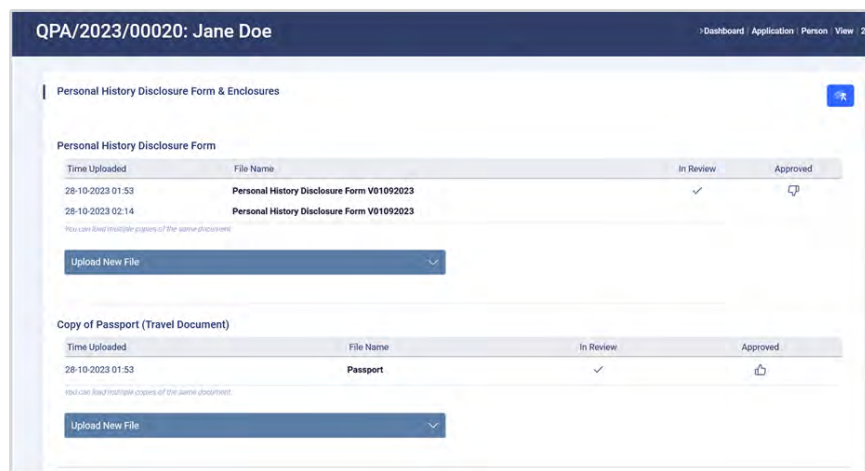 QPA/2023/00020: Jane Doe
>Dashboard | Application | Person | View | 2
Personal History Disclosure Form & Enclosures
Personal History Disclosure Form
Time Uploaded File Name In Review Approved
28-10-2023 01:53 Personal History Disclosure Form V01092023
28-10-2023 02:14 Personal History Disclosure Form V01092023
You can load multiple copies of the same document.
Upload New File
Copy of Passport (Travel Document)
Time Uploaded File Name In Review Approved
28-10-2023 01:53 Passport
You can load multiple copies of the same document.
Upload New File